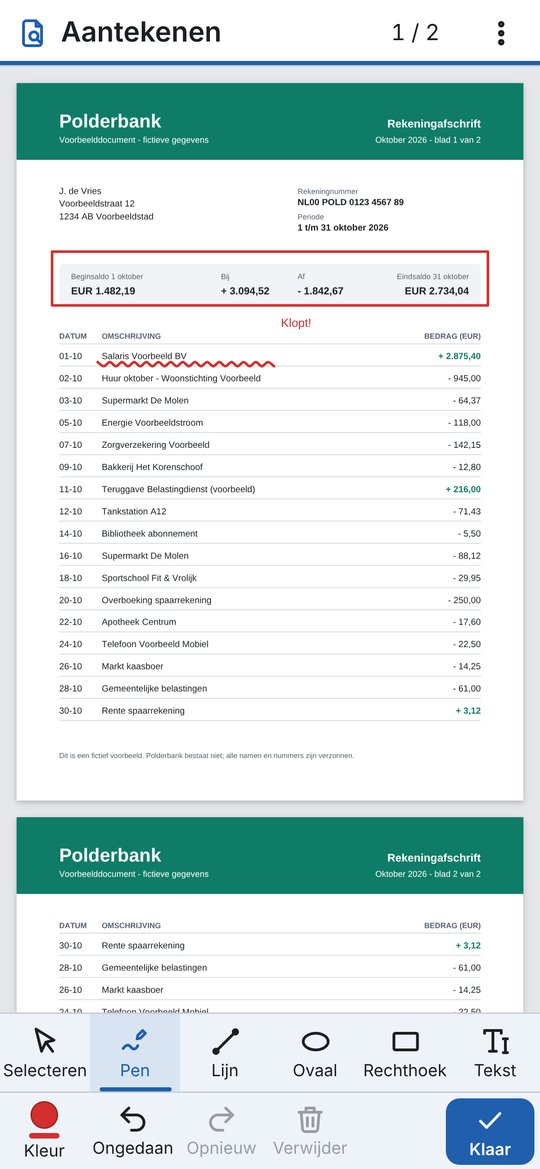 Aantekenen 1 / 2
Polderbank Rekeningafschrift
Voorbeelddocument - fictieve gegevens Oktober 2026 - blad 1 van 2
J. de Vries Rekeningnummer
Voorbeeldstraat 12 NL00 POLD 0123 4567 89
1234 AB Voorbeeldstad Periode
1 t/m 31 oktober 2026
Beginsaldo 1 oktober Bij Af Eindsaldo 31 oktober
EUR 1.482,19 + 3.094,52 - 1.842,67 EUR 2.734,04
Klopt!
DATUM OMSCHRIJVING BEDRAG (EUR)
01-10 Salaris Voorbeeld BV + 2.875,40
02-10 Huur oktober - Woonstichting Voorbeeld - 945,00
03-10 Supermarkt De Molen - 64,37
05-10 Energie Voorbeeldstroom - 118,00
07-10 Zorgverzekering Voorbeeld - 142,15
09-10 Bakkerij Het Korenschoof - 12,80
11-10 Teruggave Belastingdienst (voorbeeld) + 216,00
12-10 Tankstation A12 - 71,43
14-10 Bibliotheek abonnement - 5,50
16-10 Supermarkt De Molen - 88,12
18-10 Sportschool Fit & Vrolijk - 29,95
20-10 Overboeking spaarrekening - 250,00
22-10 Apotheek Centrum - 17,60
24-10 Telefoon Voorbeeld Mobiel - 22,50
26-10 Markt kaasboer - 14,25
28-10 Gemeentelijke belastingen - 61,00
30-10 Rente spaarrekening + 3,12
Dit is een fictief voorbeeld. Polderbank bestaat niet; alle namen en nummers zijn verzonnen.
Polderbank Rekeningafschrift
Voorbeelddocument - fictieve gegevens Oktober 2026 - blad 2 van 2
DATUM OMSCHRIJVING BEDRAG (EUR)
30-10 Rente spaarrekening + 3,12
28-10 Gemeentelijke belastingen - 61,00
26-10 Markt kaasboer - 14,25
24-10 Telefoon Voorbeeld Mobiel - 22,50
Selecteren Pen Lijn Ovaal Rechthoek Tekst
Kleur Ongedaan Opnieuw Verwijder Klaar